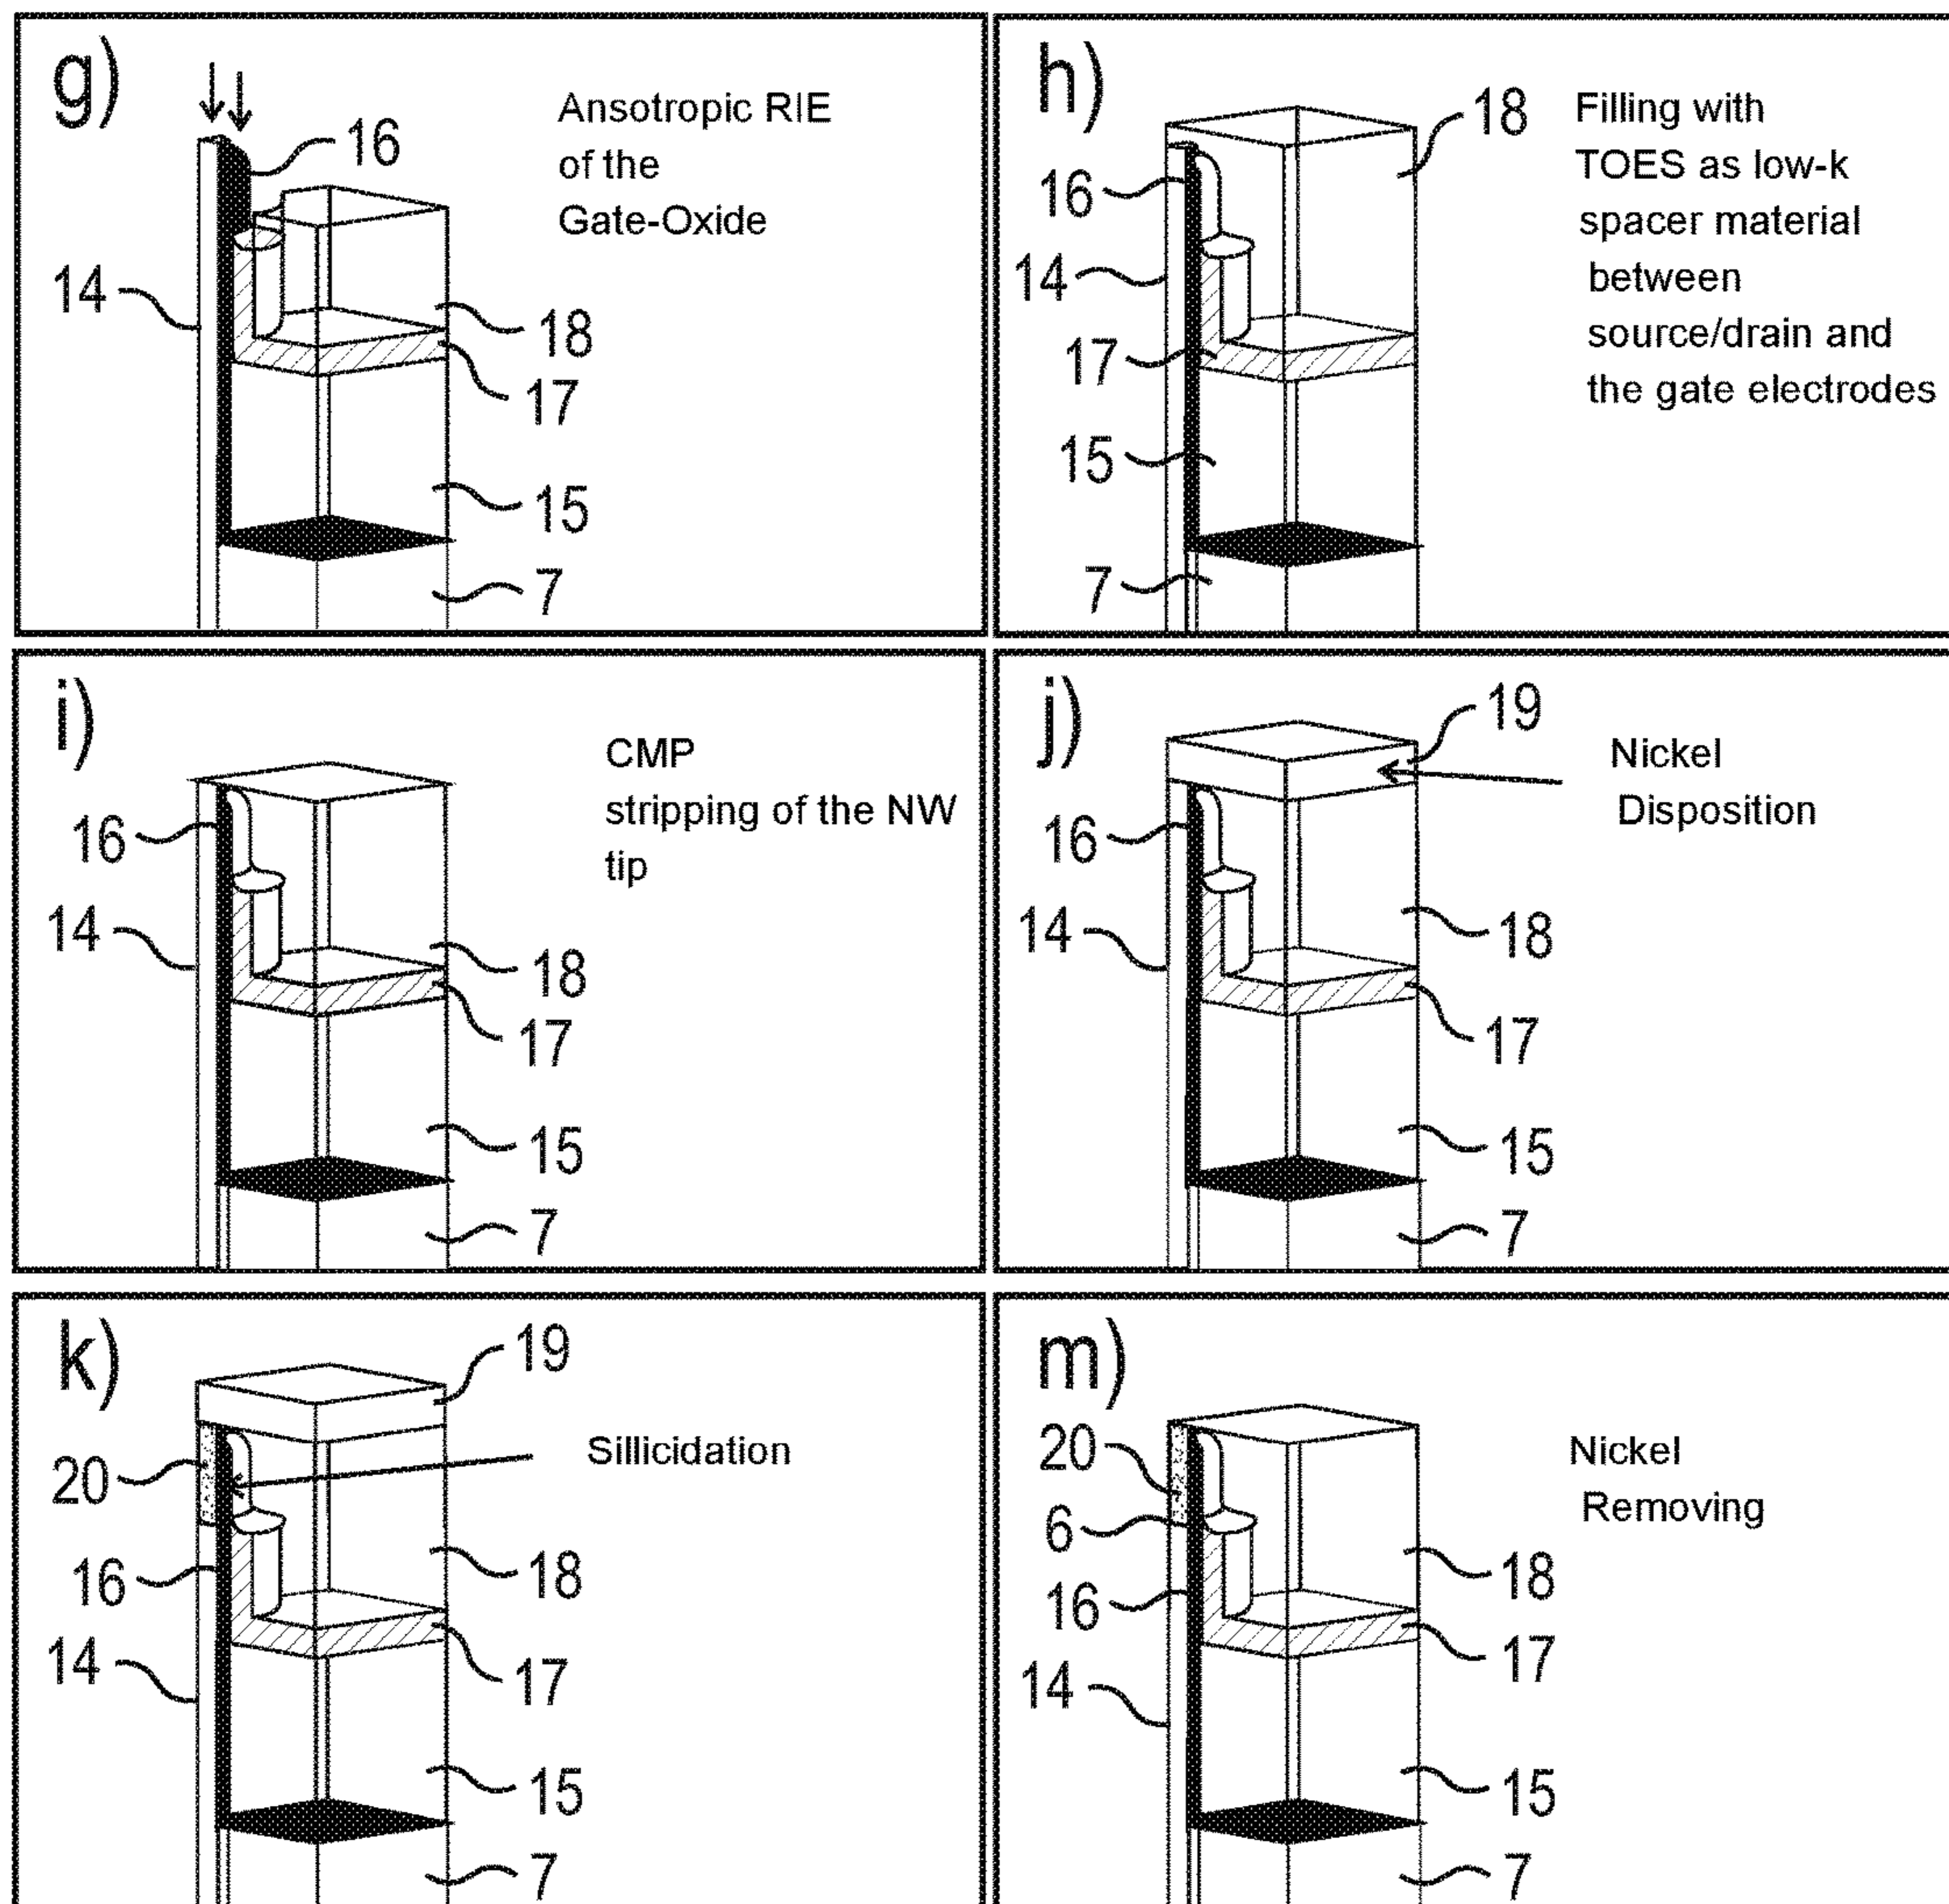 g)
16
14
18
17
15
7
Ansotropic RIE
of the
Gate-Oxide
h)
18
16
14
17
15
7
Filling with
TOES as low-k
spacer material
between
source/drain and
the gate electrodes
i)
16
14
18
17
15
7
CMP
stripping of the NW
tip
j)
19
16
14
18
17
15
7
Nickel
Disposition
k)
19
20
16
18
14
17
15
7
Sillicidation
m)
20
6
16
18
14
17
15
7
Nickel
Removing